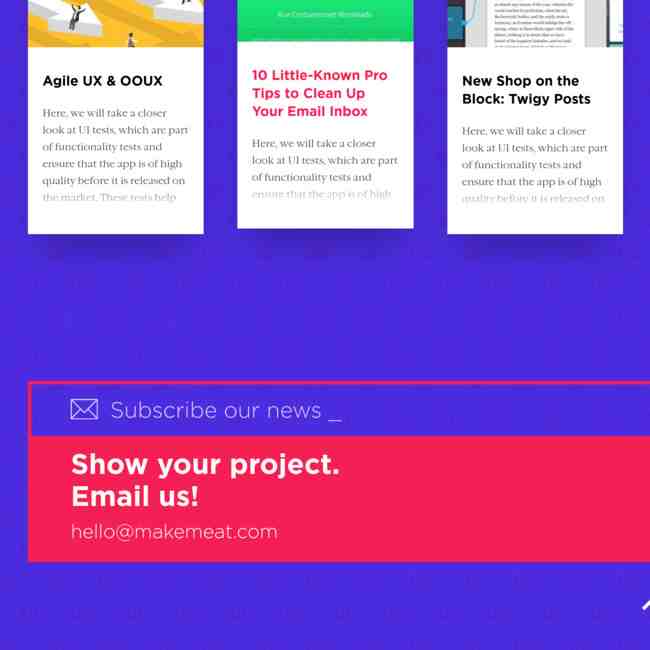 Agile UX & OOUX
Here, we will take a closer
look at UI tests, which are part
of functionality tests and
ensure that the app is of high
quality before it is released on
the market. These tests help
10 Little-Known Pro
Tips to Clean Up
Your Email Inbox
Here, we will take a closer
look at UI tests, which are part
of functionality tests and
ensure that the app is of high
New Shop on the
Block: Twigy Posts
Here, we will take a closer
look at UI tests, which are part
of functionality tests and
ensure that the app is of high
quality before it is released on
Subscribe our news _
Show your project.
Email us!
hello@makemeat.com